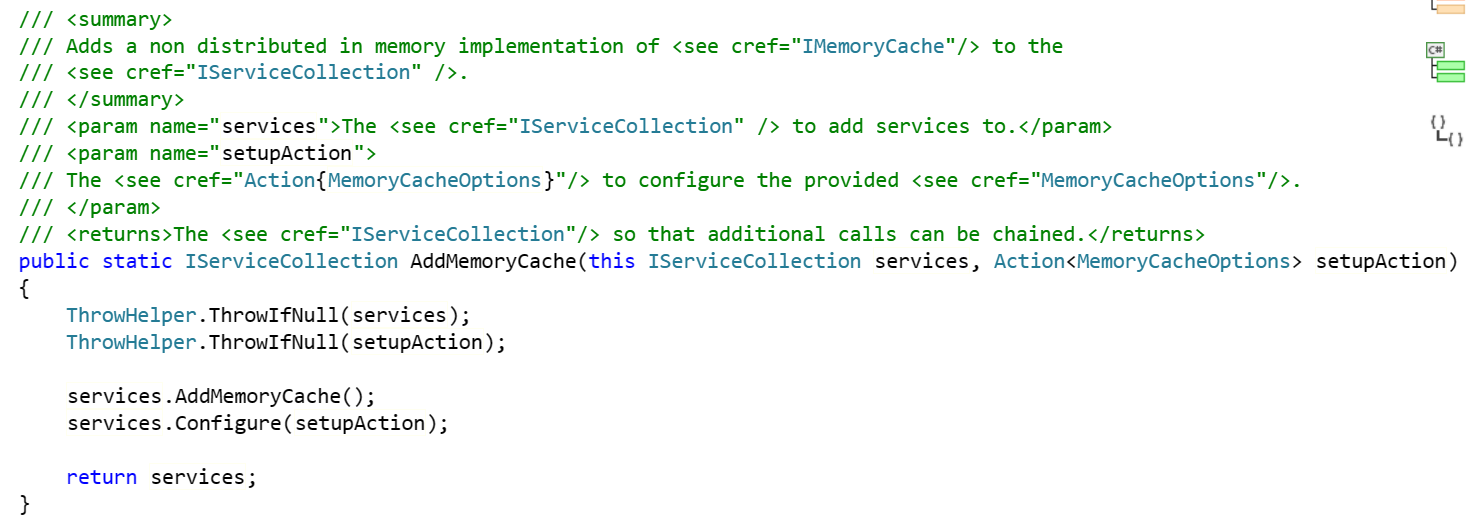 /// <summary>
/// Adds a non distributed in memory implementation of <see cref="IMemoryCache"/> to the
/// <see cref="IServiceCollection" />.
/// </summary>
/// <param name="services">The <see cref="IServiceCollection" /> to add services to.</param>
/// <param name="setupAction">
/// The <see cref="Action{MemoryCacheOptions}"/> to configure the provided <see cref="MemoryCacheOptions"/>.
/// </param>
/// <returns>The <see cref="IServiceCollection"/> so that additional calls can be chained.</returns>
public static IServiceCollection AddMemoryCache(this IServiceCollection services, Action<MemoryCacheOptions> setupAction)
{
    ThrowHelper.ThrowIfNull(services);
    ThrowHelper.ThrowIfNull(setupAction);

    services.AddMemoryCache();
    services.Configure(setupAction);

    return services;
}
C#
{}
{}